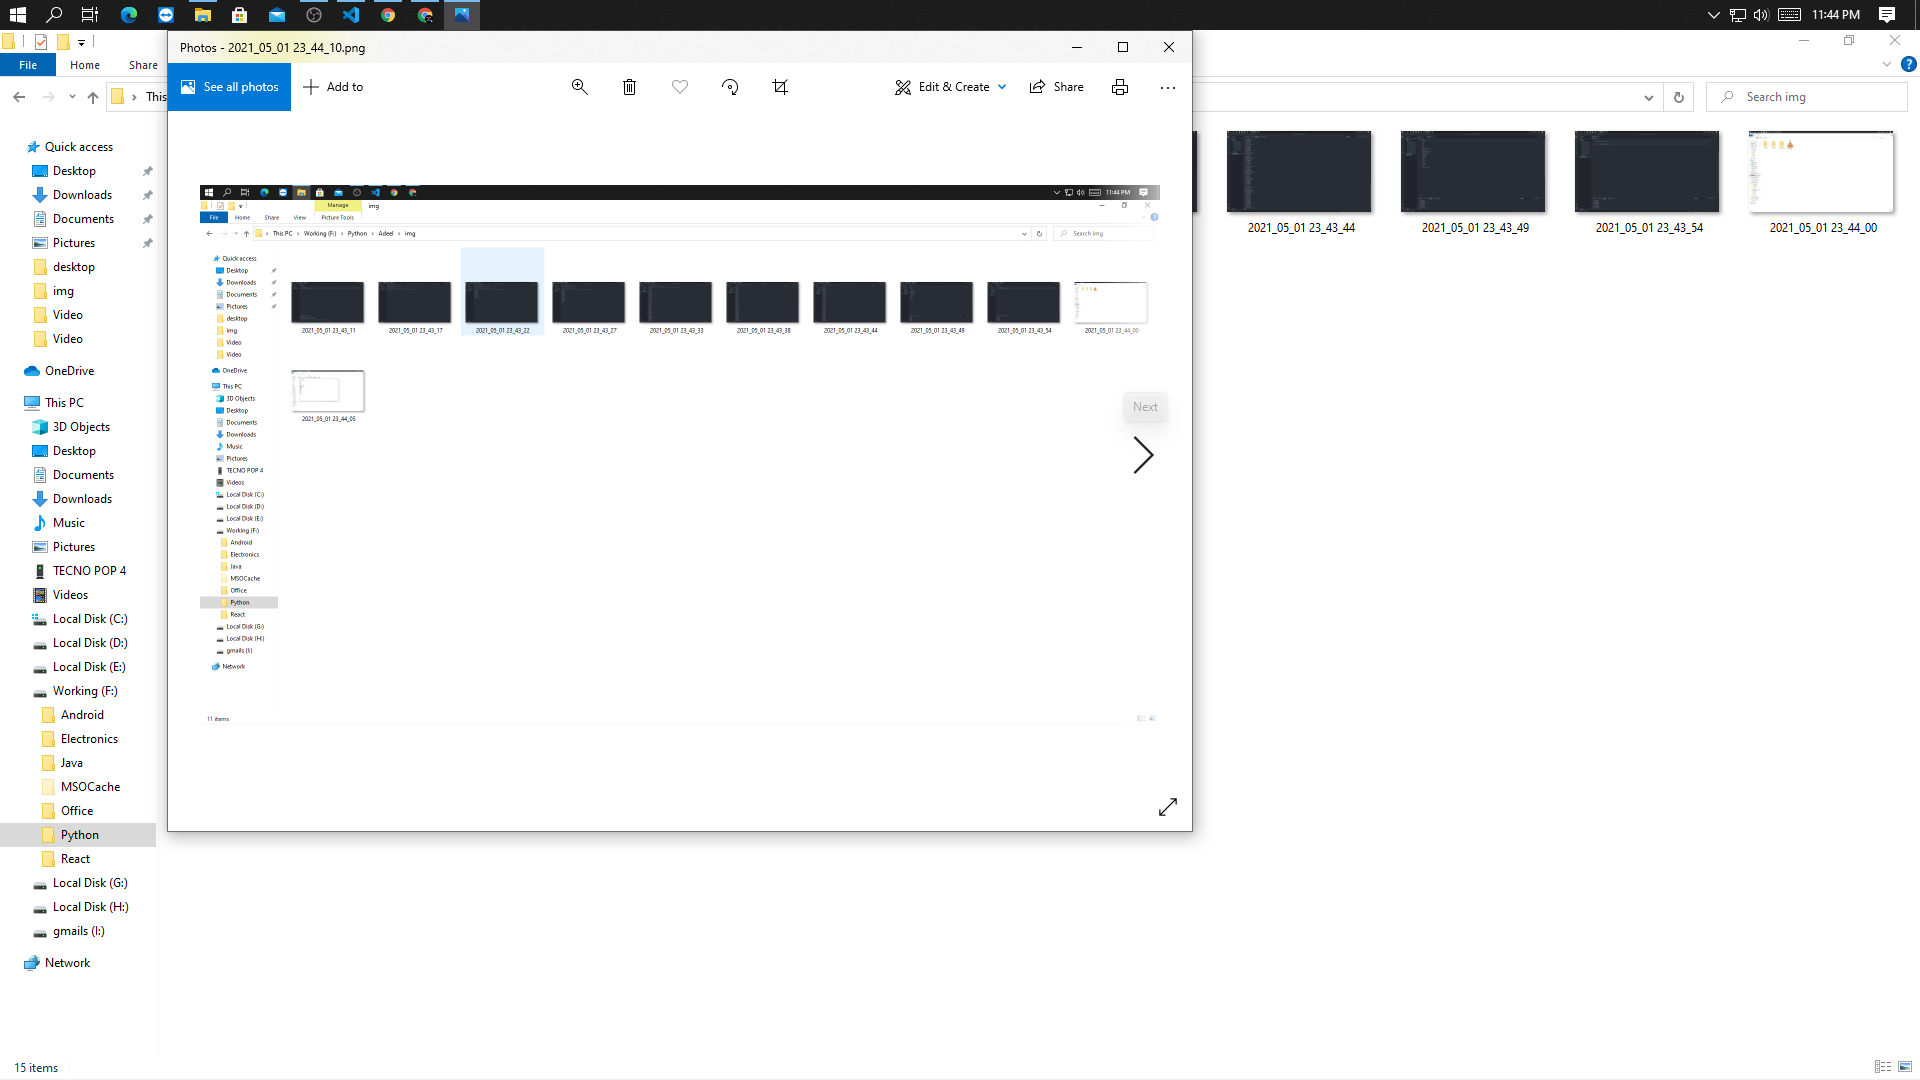 11:44 PM
Photos - 2021_05_01 23_44_10.png
File
Home
Share
See all photos
Add to
Edit & Create
Share
This
Search img
Quick access
Desktop
Downloads
Documents
Pictures
desktop
img
Video
Video
OneDrive
This PC
3D Objects
Desktop
Documents
Downloads
Music
Pictures
TECNO POP 4
Videos
Local Disk (C:)
Local Disk (D:)
Local Disk (E:)
Working (F:)
Android
Electronics
Java
MSOCache
Office
Python
React
Local Disk (G:)
Local Disk (H:)
gmails (I:)
Network
15 items
11:44 PM
Manage
img
File
Home
Share
View
Picture Tools
This PC > Working (F:) > Python > Adeel > img
Search img
Quick access
Desktop
Downloads
Documents
Pictures
desktop
img
Video
Video
OneDrive
This PC
3D Objects
Desktop
Documents
Downloads
Music
Pictures
TECNO POP 4
Videos
Local Disk (C:)
Local Disk (D:)
Local Disk (E:)
Working (F:)
Android
Electronics
Java
MSOCache
Office
Python
React
Local Disk (G:)
Local Disk (H:)
gmails (I:)
Network
2021_05_01 23_43_11
2021_05_01 23_43_17
2021_05_01 23_43_22
2021_05_01 23_43_27
2021_05_01 23_43_33
2021_05_01 23_43_38
2021_05_01 23_43_44
2021_05_01 23_43_49
2021_05_01 23_43_54
2021_05_01 23_44_00
2021_05_01 23_44_05
11 items
Next
2021_05_01 23_43_44
2021_05_01 23_43_49
2021_05_01 23_43_54
2021_05_01 23_44_00